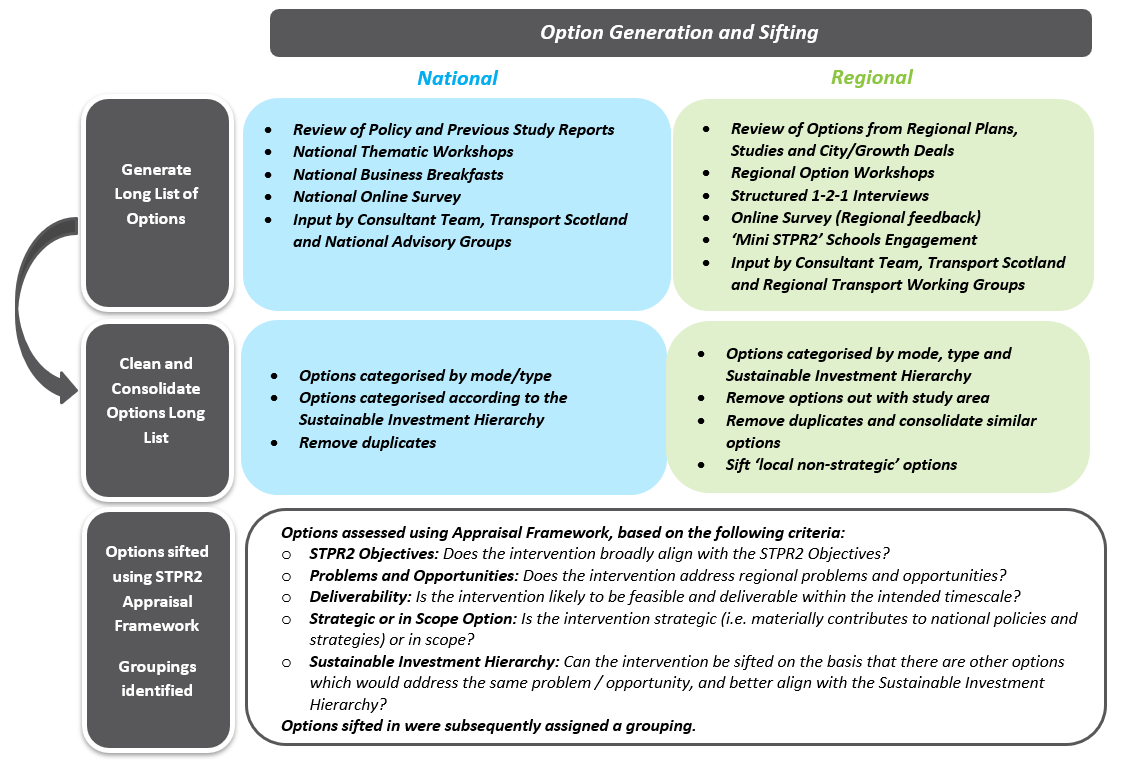 Option Generation and Sifting
National
Regional
Generate
Long List of
Options
• Review of Policy and Previous Study Reports
• National Thematic Workshops
• National Business Breakfasts
• National Online Survey
• Input by Consultant Team, Transport Scotland
and National Advisory Groups
• Review of Options from Regional Plans,
Studies and City/Growth Deals
• Regional Option Workshops
• Structured 1-2-1 Interviews
• Online Survey (Regional feedback)
• ‘Mini STPR2’ Schools Engagement
• Input by Consultant Team, Transport Scotland
and Regional Transport Working Groups
Clean and
Consolidate
Options Long
List
• Options categorised by mode/type
• Options categorised according to the
Sustainable Investment Hierarchy
• Remove duplicates
• Options categorised by mode, type and
Sustainable Investment Hierarchy
• Remove options out with study area
• Remove duplicates and consolidate similar
options
• Sift ‘local non-strategic’ options
Options sifted
using STPR2
Appraisal
Framework
Groupings
identified
Options assessed using Appraisal Framework, based on the following criteria:
o STPR2 Objectives: Does the intervention broadly align with the STPR2 Objectives?
o Problems and Opportunities: Does the intervention address regional problems and opportunities?
o Deliverability: Is the intervention likely to be feasible and deliverable within the intended timescale?
o Strategic or in Scope Option: Is the intervention strategic (i.e. materially contributes to national policies and
strategies) or in scope?
o Sustainable Investment Hierarchy: Can the intervention be sifted on the basis that there are other options
which would address the same problem / opportunity, and better align with the Sustainable Investment
Hierarchy?
Options sifted in were subsequently assigned a grouping.